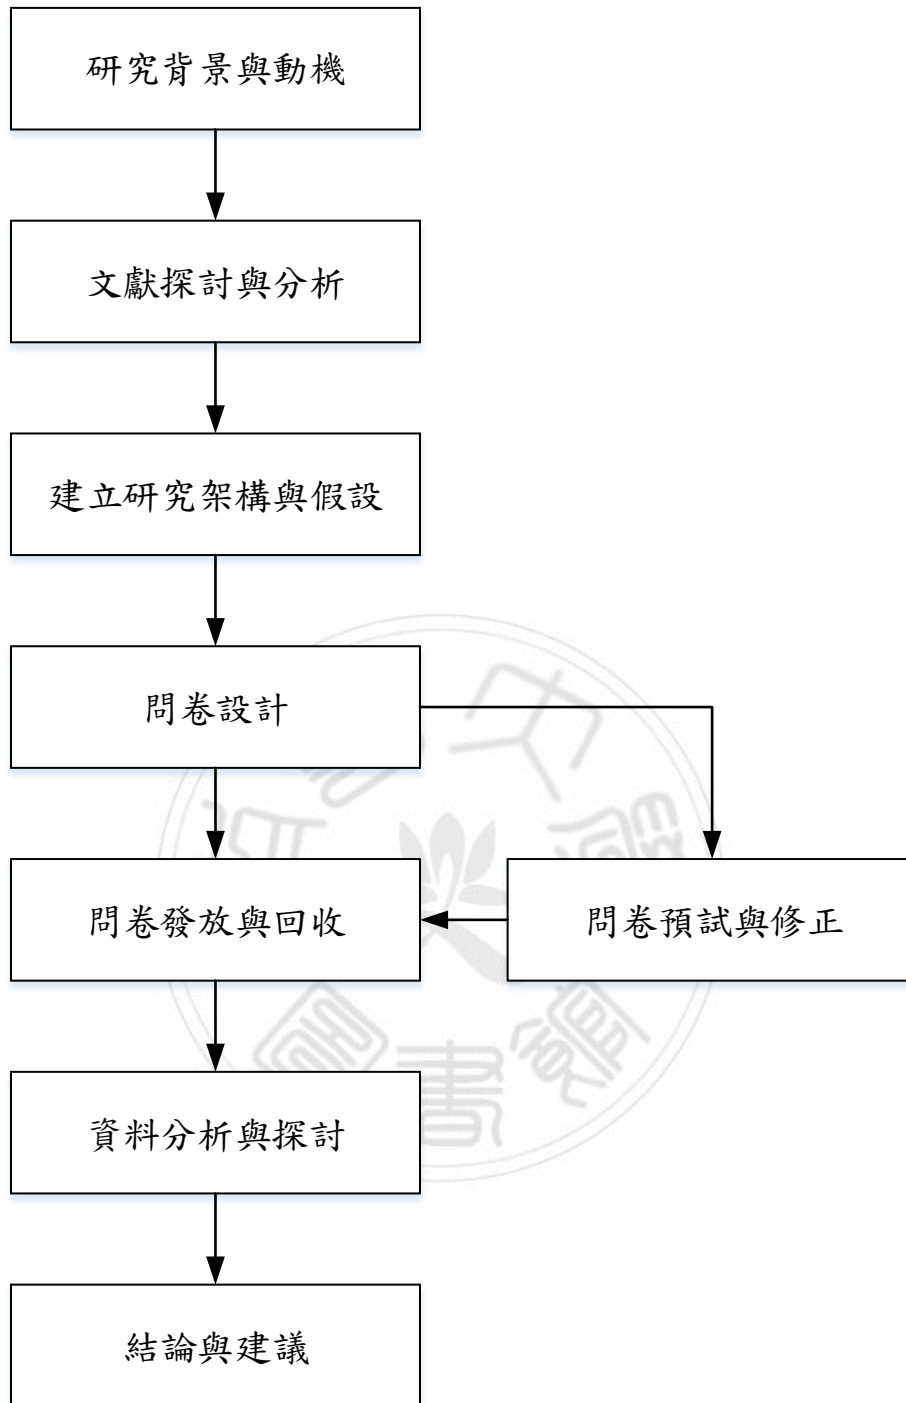 研究背景與動機
文獻探討與分析
建立研究架構與假設
問卷設計
問卷發放與回收
問卷預試與修正
資料分析與探討
結論與建議